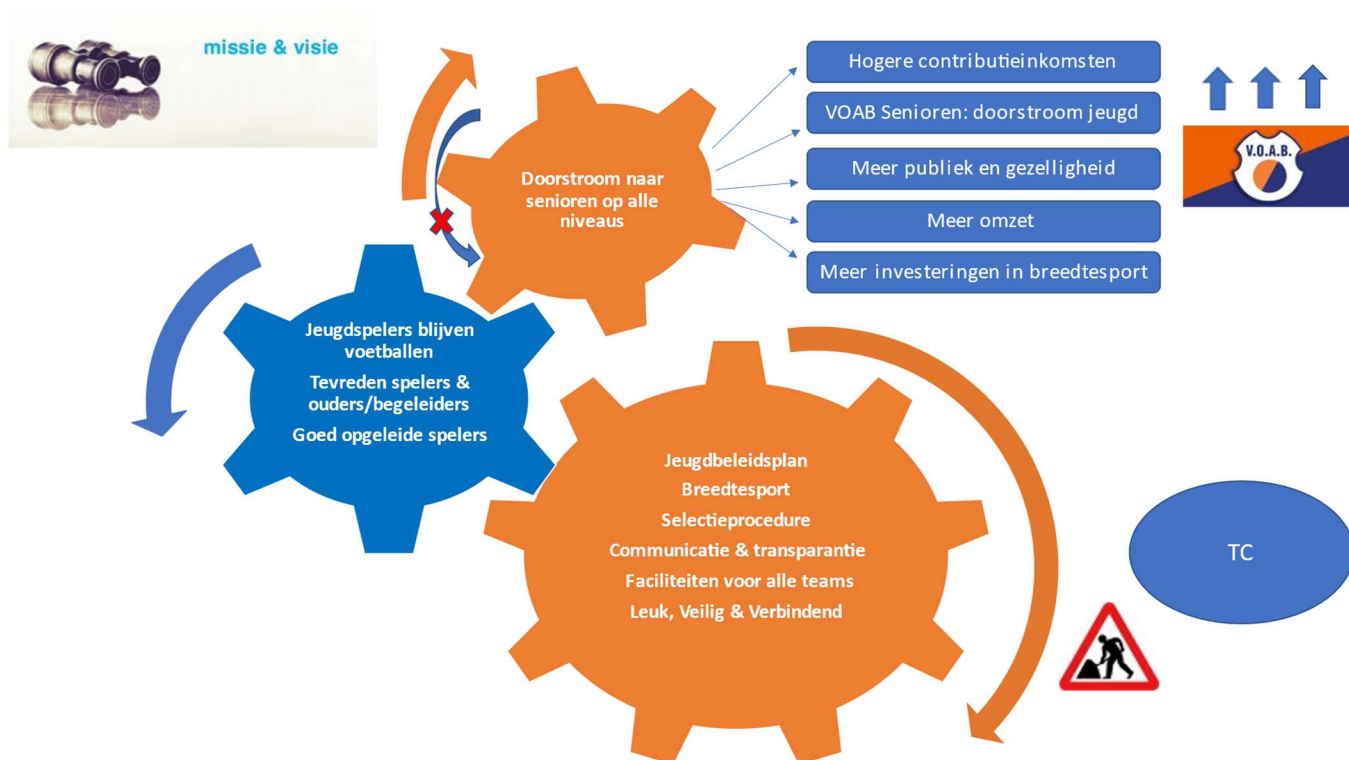 missie & visie
Doorstroom naar
senioren op alle
niveaus
Hogere contributieinkomsten
VOAB Senioren: doorstroom jeugd
Meer publiek en gezelligheid
Meer omzet
Meer investeringen in breedtesport
V.O.A.B.
Jeugdspelers blijven
voetballen
Tevreden spelers &
ouders/begeleiders
Goed opgeleide spelers
Jeugdbeleidsplan
Breedtesport
Selectieprocedure
Communicatie & transparantie
Faciliteiten voor alle teams
Leuk, Veilig & Verbindend
TC